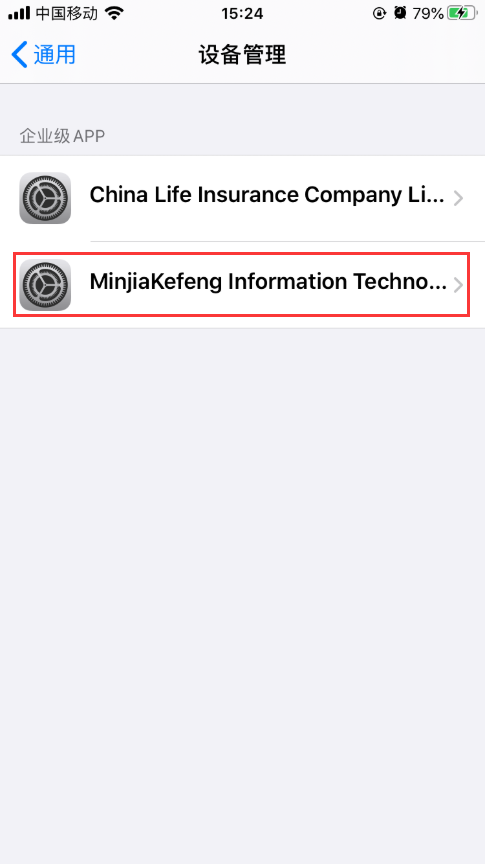 中国移动 15:24 79%
通用 设备管理
企业级APP
China Life Insurance Company Li...
MinjiaKefeng Information Techno...